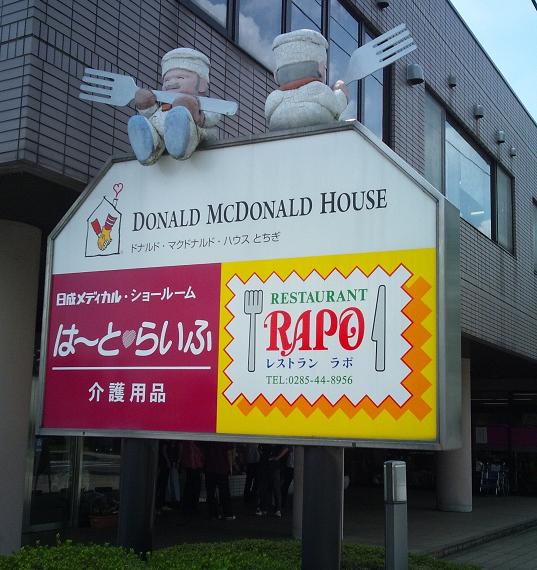 DONALD MCDONALD HOUSE
ドナルド・マクドナルド・ハウス とちぎ
日成メディカル・ショールーム
は〜と らいふ
介護用品
RESTAURANT
RAPO
レストラン ラポ
TEL:0285-44-8956